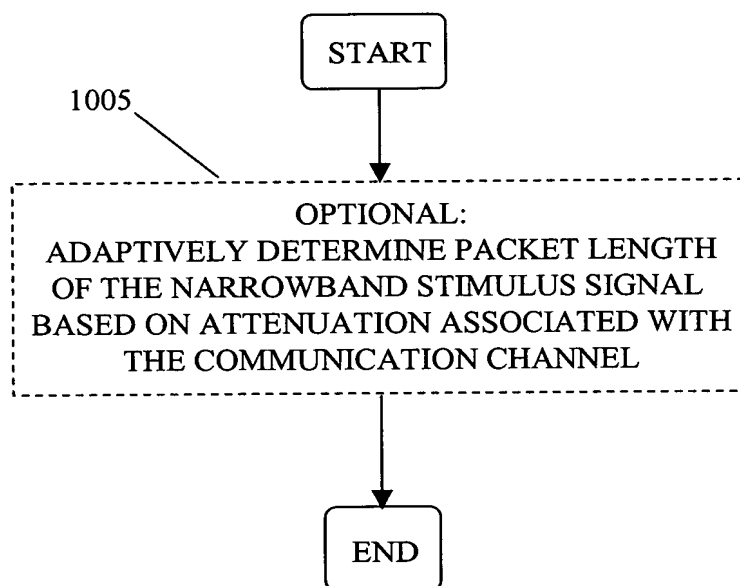 START
1005
OPTIONAL:
ADAPTIVELY DETERMINE PACKET LENGTH
OF THE NARROWBAND STIMULUS SIGNAL
BASED ON ATTENUATION ASSOCIATED WITH
THE COMMUNICATION CHANNEL
END